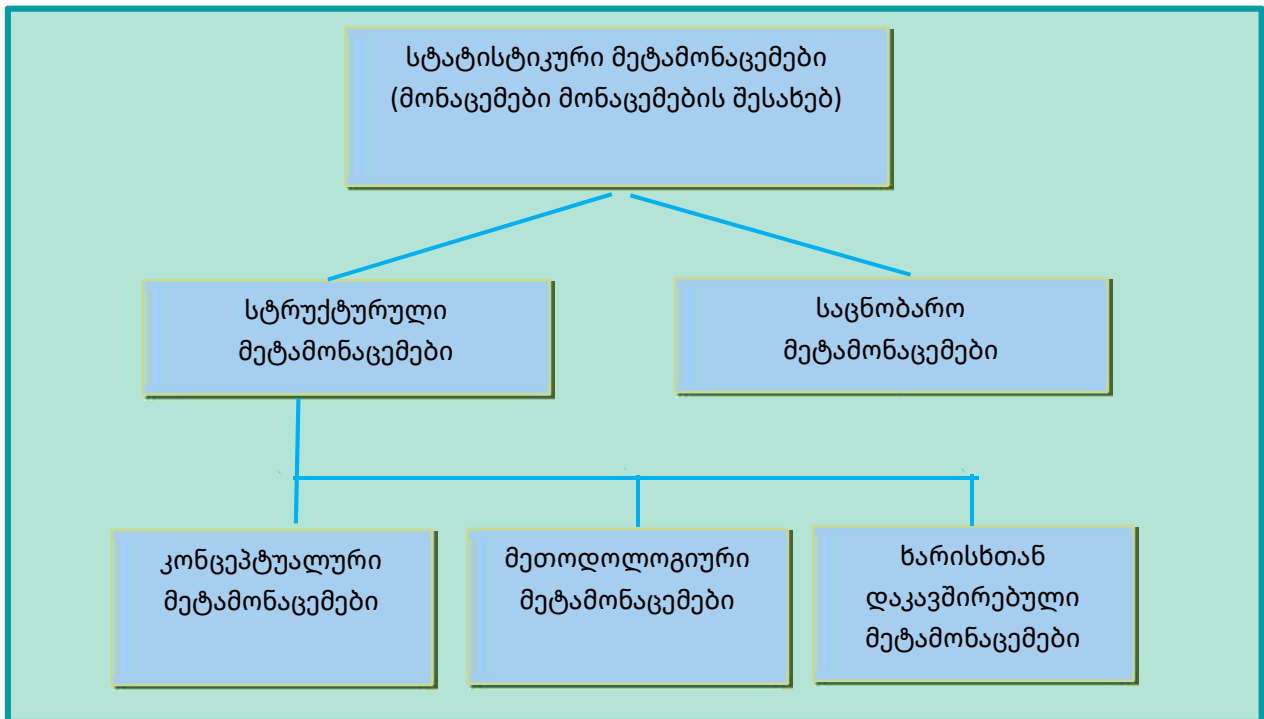 სტატისტიკური მეტამონაცემები
(მონაცემები მონაცემების შესახებ)
სტრუქტურული
მეტამონაცემები
საცნობარო
მეტამონაცემები
კონცეპტუალური
მეტამონაცემები
მეთოდოლოგიური
მეტამონაცემები
ხარისხთან
დაკავშირებული
მეტამონაცემები